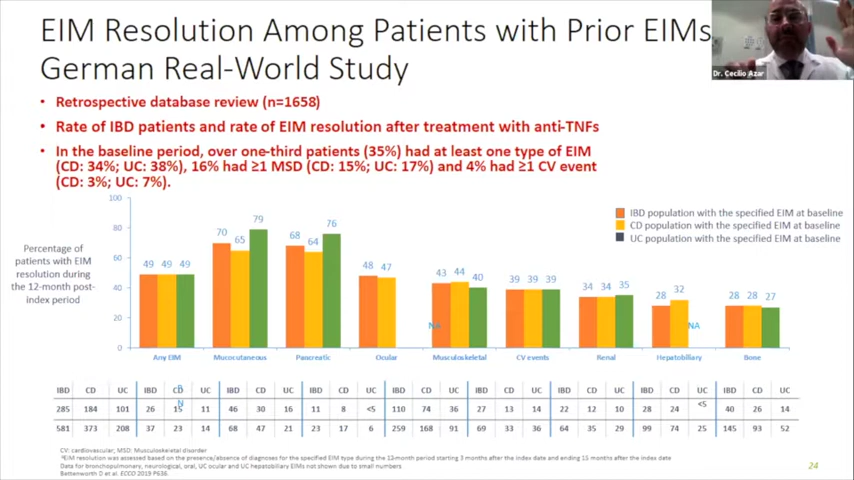 EIM Resolution Among Patients with Prior EIMs
German Real-World Study
Dr. Cecilio Azar
• Retrospective database review (n=1658)
• Rate of IBD patients and rate of EIM resolution after treatment with anti-TNFs
• In the baseline period, over one-third patients (35%) had at least one type of EIM
(CD: 34%; UC: 38%), 16% had ≥1 MSD (CD: 15%; UC: 17%) and 4% had ≥1 CV event
(CD: 3%; UC: 7%).
Percentage of
patients with EIM
resolution during
the 12-month post-
index period
100
80
60
40
20
0
49 49 49
70 65 79
68 64 76
48 47
43 44 40
39 39 39
34 34 35
28 32
28 28 27
NA
NA
IBD population with the specified EIM at baseline
CD population with the specified EIM at baseline
UC population with the specified EIM at baseline
Any EIM Mucocutaneous Pancreatic Ocular Musculoskeletal CV events Renal Hepatobiliary Bone
IBD CD UC IBD CD UC IBD CD UC IBD CD UC IBD CD UC IBD CD UC IBD CD UC IBD CD UC IBD CD UC
N
285 184 101 26 15 11 46 30 16 11 8 <5 110 74 36 27 13 14 22 12 10 28 24 <5 40 26 14
581 373 208 37 23 14 68 47 21 23 17 6 259 168 91 69 33 36 64 35 29 99 74 25 145 93 52
CV: cardiovascular; MSD: Musculoskeletal disorder
EIM resolution was assessed based on the presence/absence of diagnoses for the specified EIM type during the 12-month period starting 3 months after the index date and ending 15 months after the index date
Data for bronchopulmonary, neurological, oral, UC ocular and UC hepatobiliary EIMs not shown due to small numbers
Bettenworth D et al. ECCO 2019 P636.
24